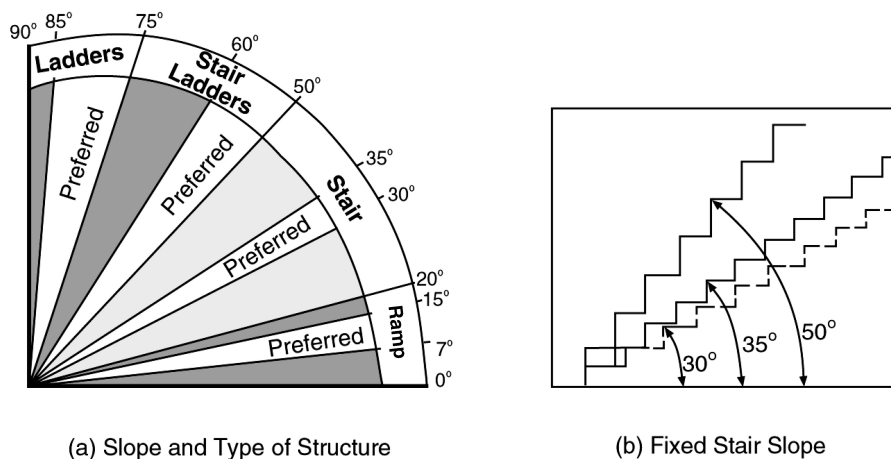 90°
85°
75°
60°
50°
35°
30°
20°
15°
7°
0°
Ladders
Stair
Ladders
Stair
Ramp
Preferred
Preferred
Preferred
Preferred
(a) Slope and Type of Structure
30°
35°
50°
(b) Fixed Stair Slope